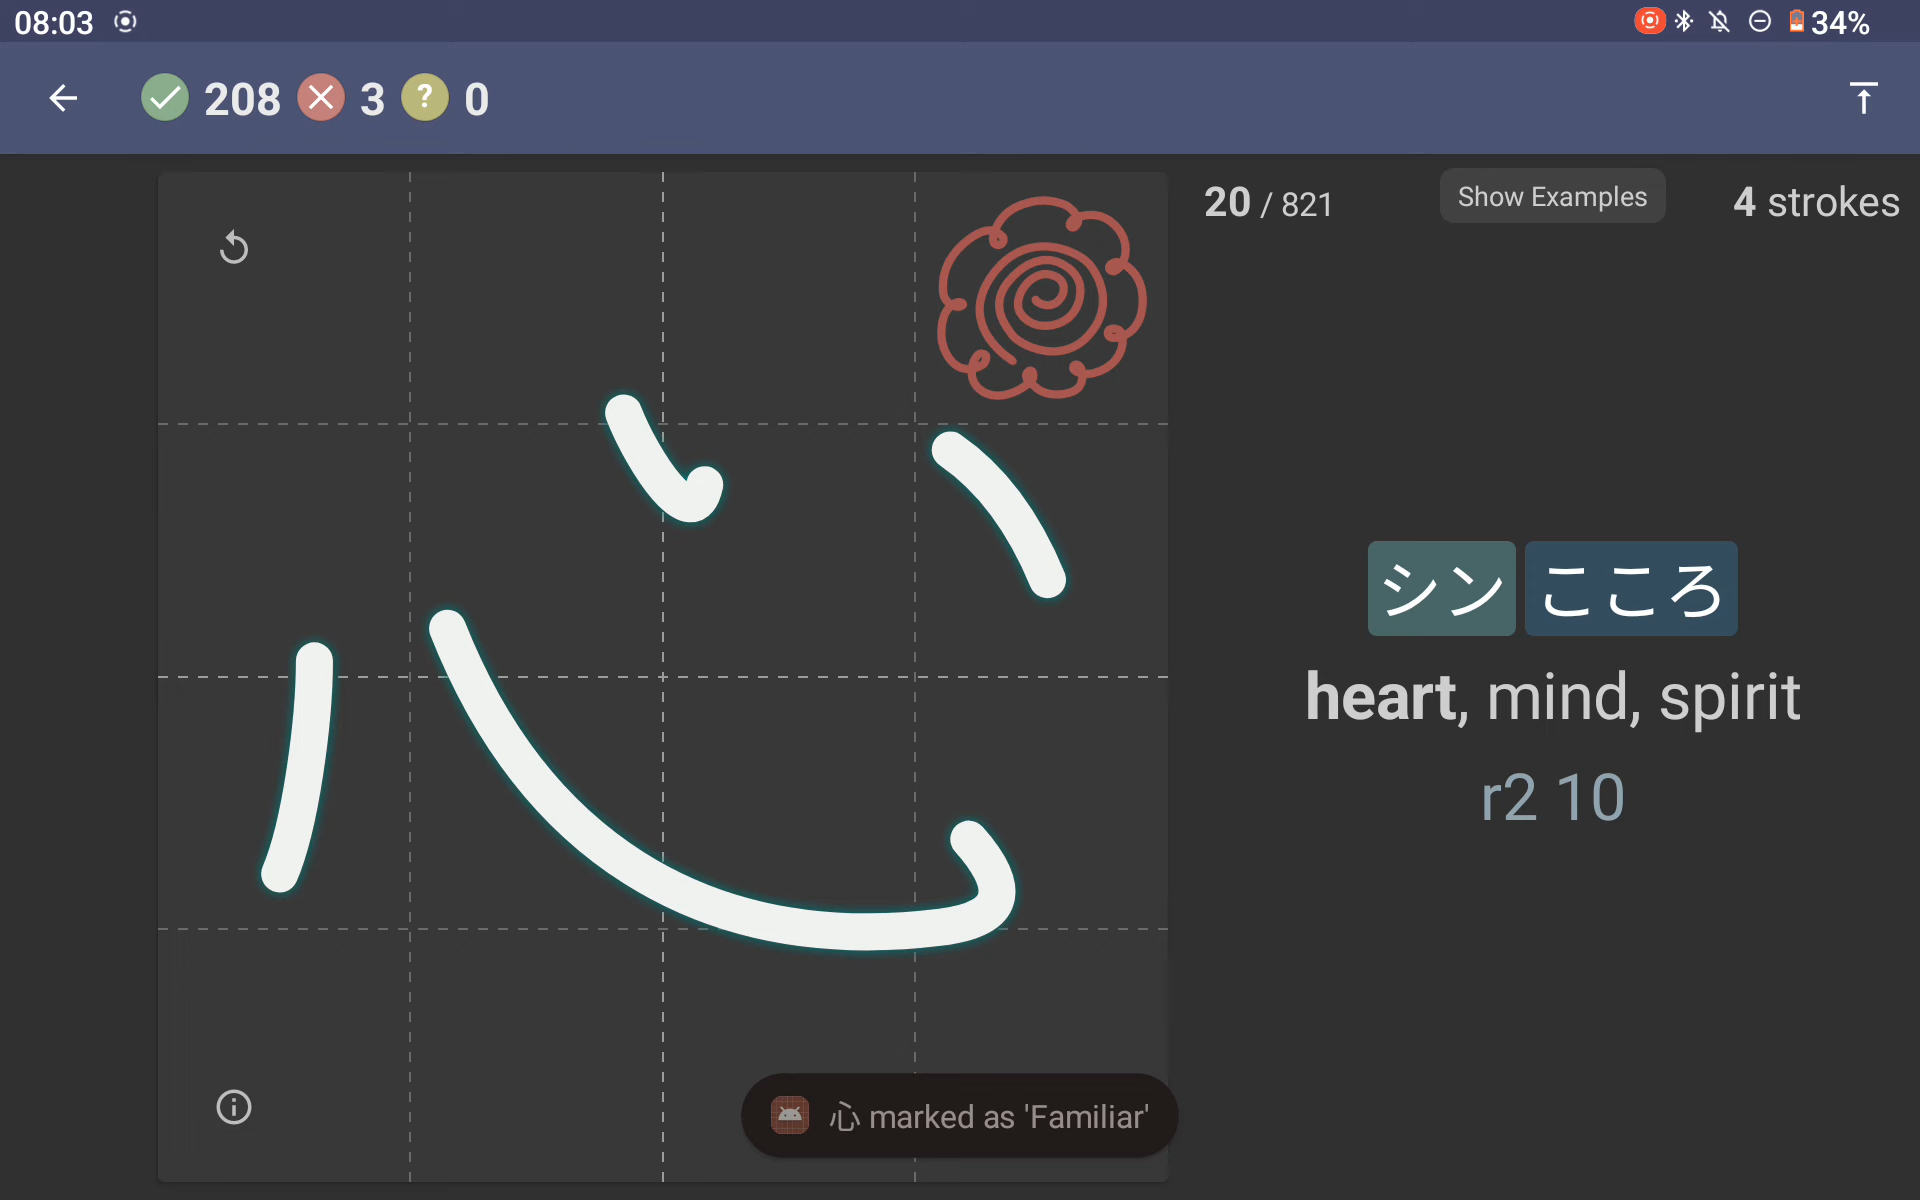 08:03 34%
208 3 ? 0
20 / 821 Show Examples 4 strokes
心
シン こころ
heart, mind, spirit
r2 10
心 marked as 'Familiar'